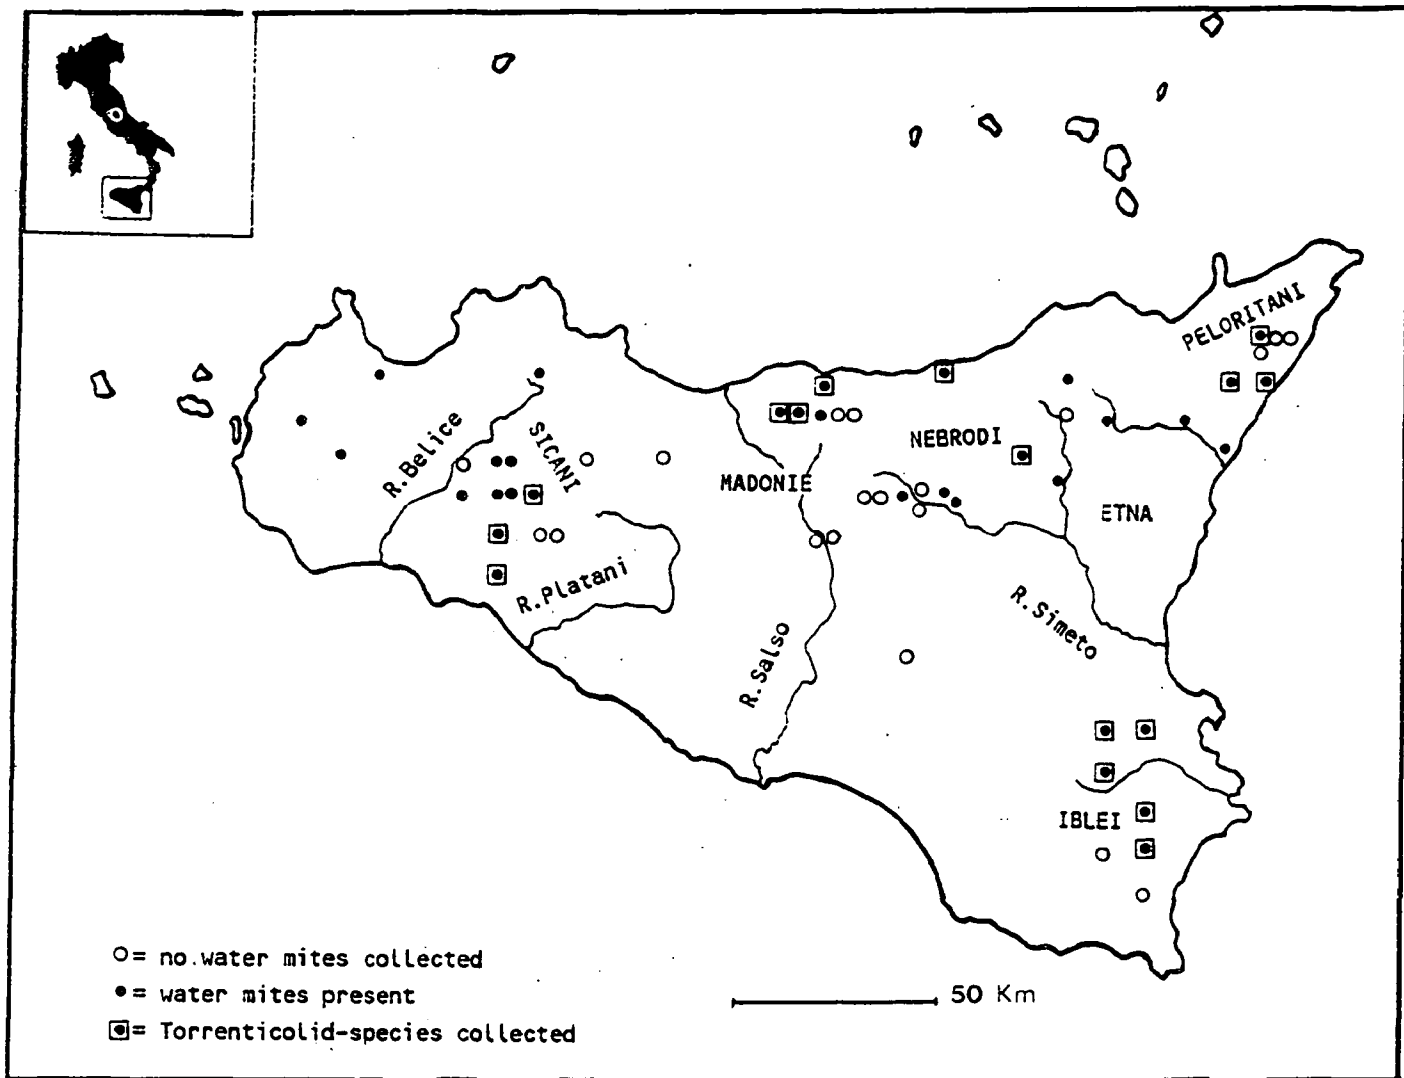 PELORITANI
R.Belice
SICANI
NEBRODI
MADONIE
ETNA
R.Platani
R.Simeto
R.Salso
IBLEI
O= no.water mites collected
●= water mites present
= Torrenticolid-species collected
50 Km